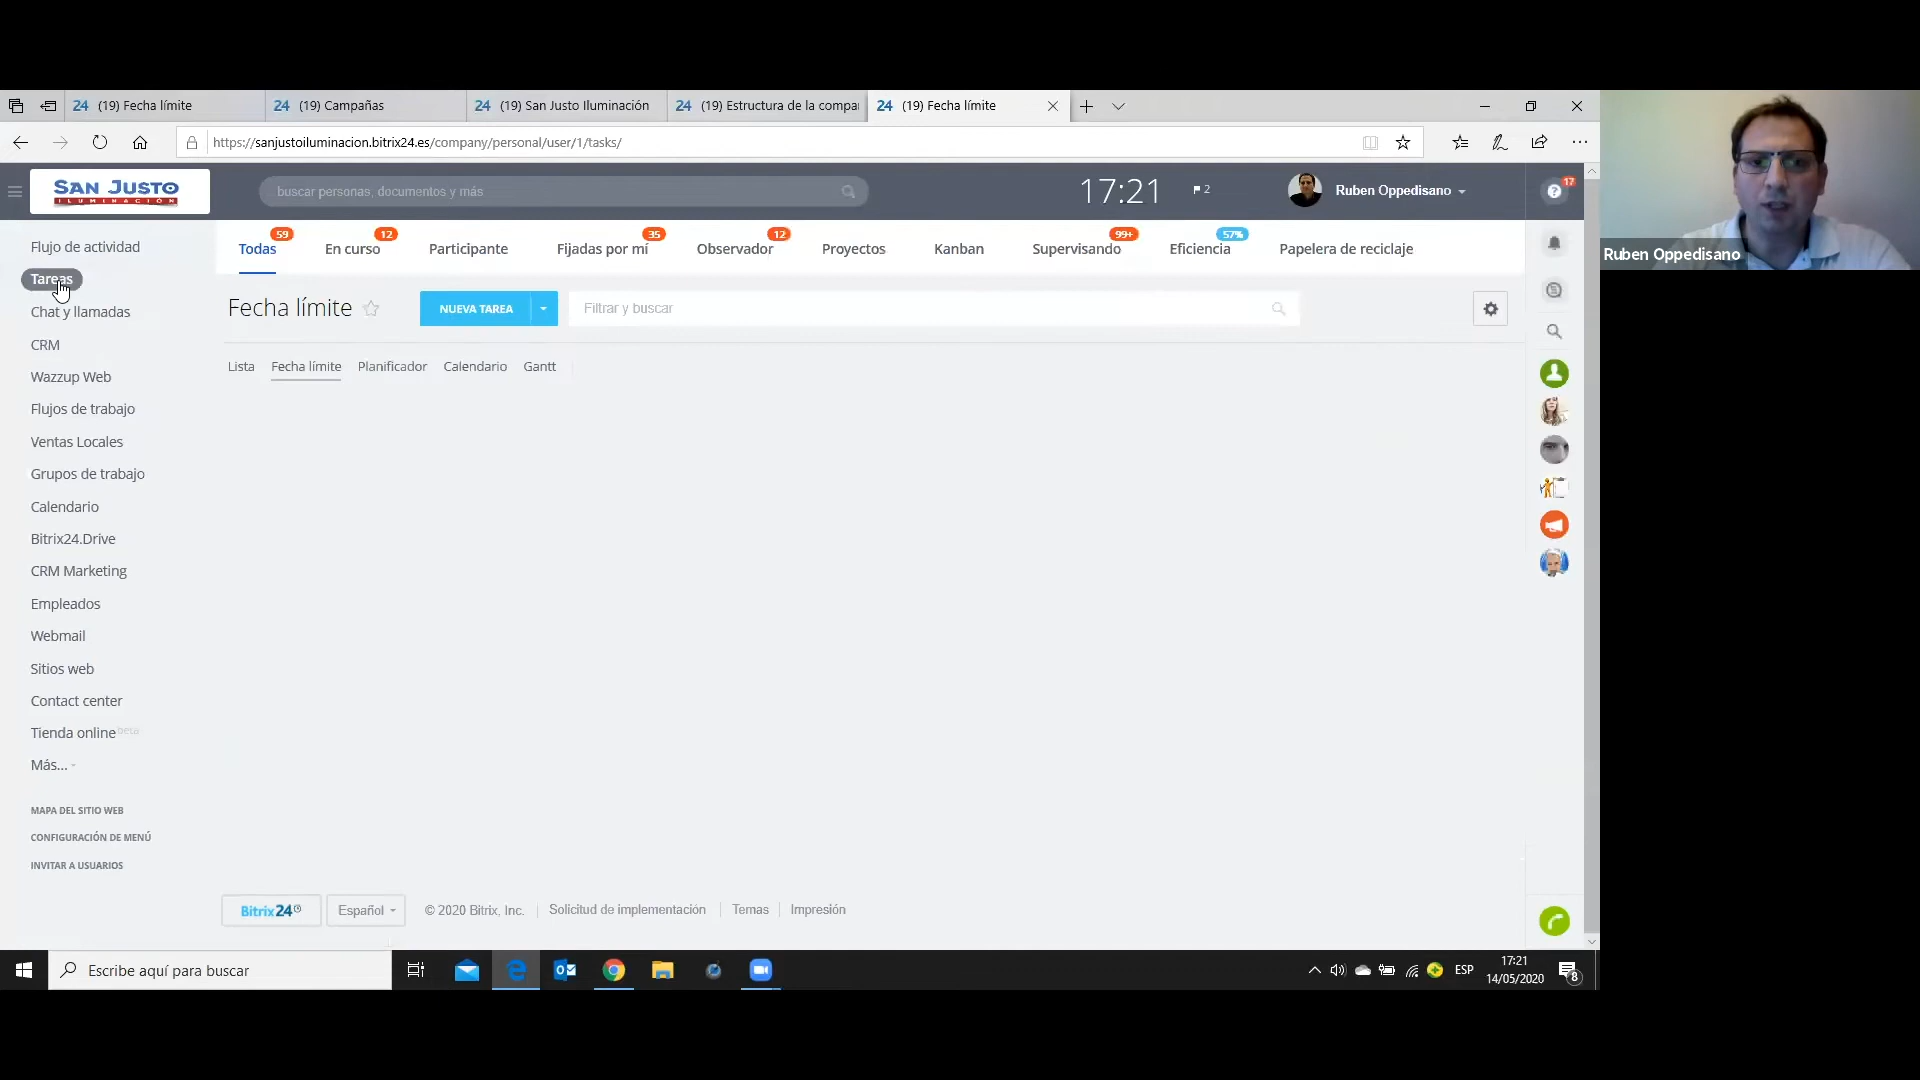 24 (19) Fecha límite
24 (19) Campañas
24 (19) San Justo Iluminación
24 (19) Estructura de la compa
24 (19) Fecha límite
https://sanjustoiluminacion.bitrix24.es/company/personal/user/1/tasks/
SAN JUSTO
ILUMINACIÓN
buscar personas, documentos y más
17:21
2
Ruben Oppedisano
17
Ruben Oppedisano
Flujo de actividad
Tareas
Chat y llamadas
CRM
Wazzup Web
Flujos de trabajo
Ventas Locales
Grupos de trabajo
Calendario
Bitrix24.Drive
CRM Marketing
Empleados
Webmail
Sitios web
Contact center
Tienda online beta
Más...
MAPA DEL SITIO WEB
CONFIGURACIÓN DE MENÚ
INVITAR A USUARIOS
Todas 59
En curso 12
Participante
Fijadas por mí 35
Observador 12
Proyectos
Kanban
Supervisando 99+
Eficiencia 57%
Papelera de reciclaje
Fecha límite
NUEVA TAREA
Filtrar y buscar
Lista Fecha límite Planificador Calendario Gantt
Bitrix24
Español
© 2020 Bitrix, Inc.
Solicitud de implementación
Temas
Impresión
Escribe aquí para buscar
ESP
17:21
14/05/2020
8